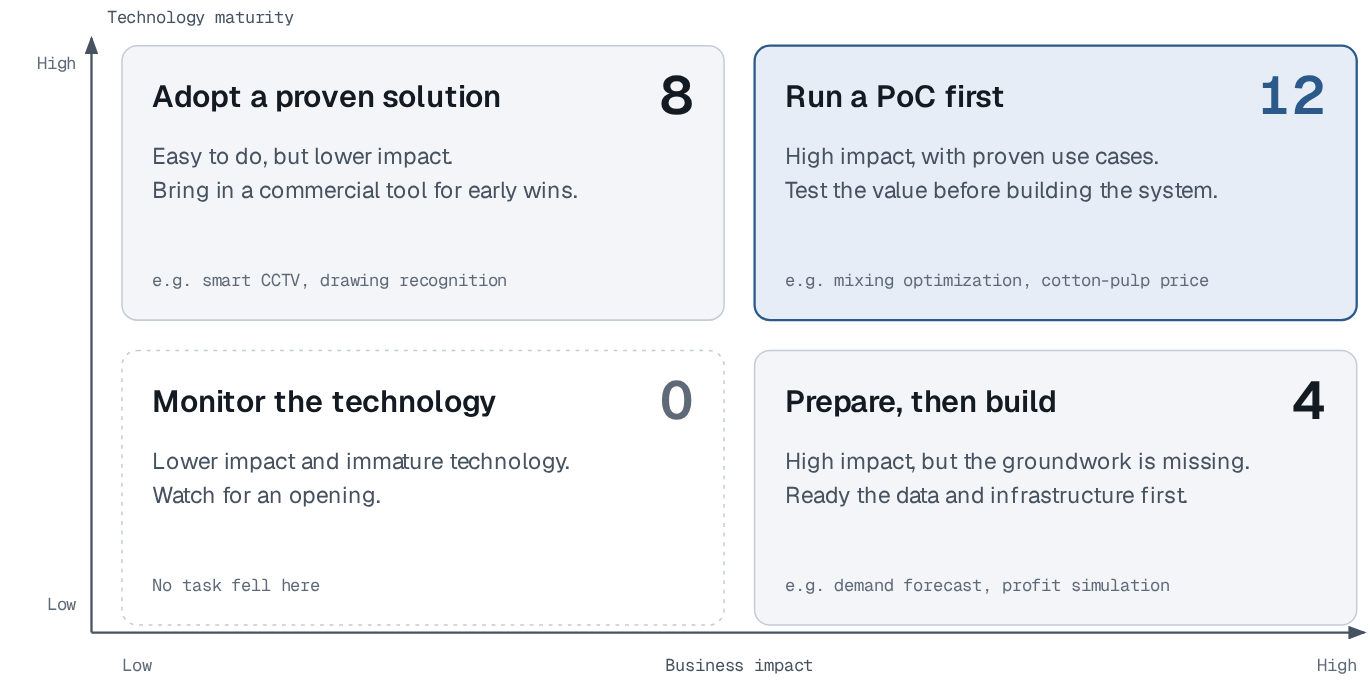 Technology maturity
High
Adopt a proven solution
8
Easy to do, but lower impact.
Bring in a commercial tool for early wins.
e.g. smart CCTV, drawing recognition
Run a PoC first
12
High impact, with proven use cases.
Test the value before building the system.
e.g. mixing optimization, cotton-pulp price
Monitor the technology
0
Lower impact and immature technology.
Watch for an opening.
No task fell here
Prepare, then build
4
High impact, but the groundwork is missing.
Ready the data and infrastructure first.
e.g. demand forecast, profit simulation
Low
Low
Business impact
High